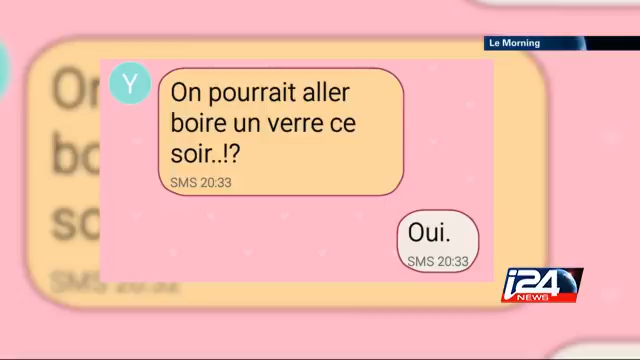 Le Morning
Y
On pourrait aller
boire un verre ce
soir..!?
SMS 20:33
Oui.
SMS 20:33
i24
NEWS